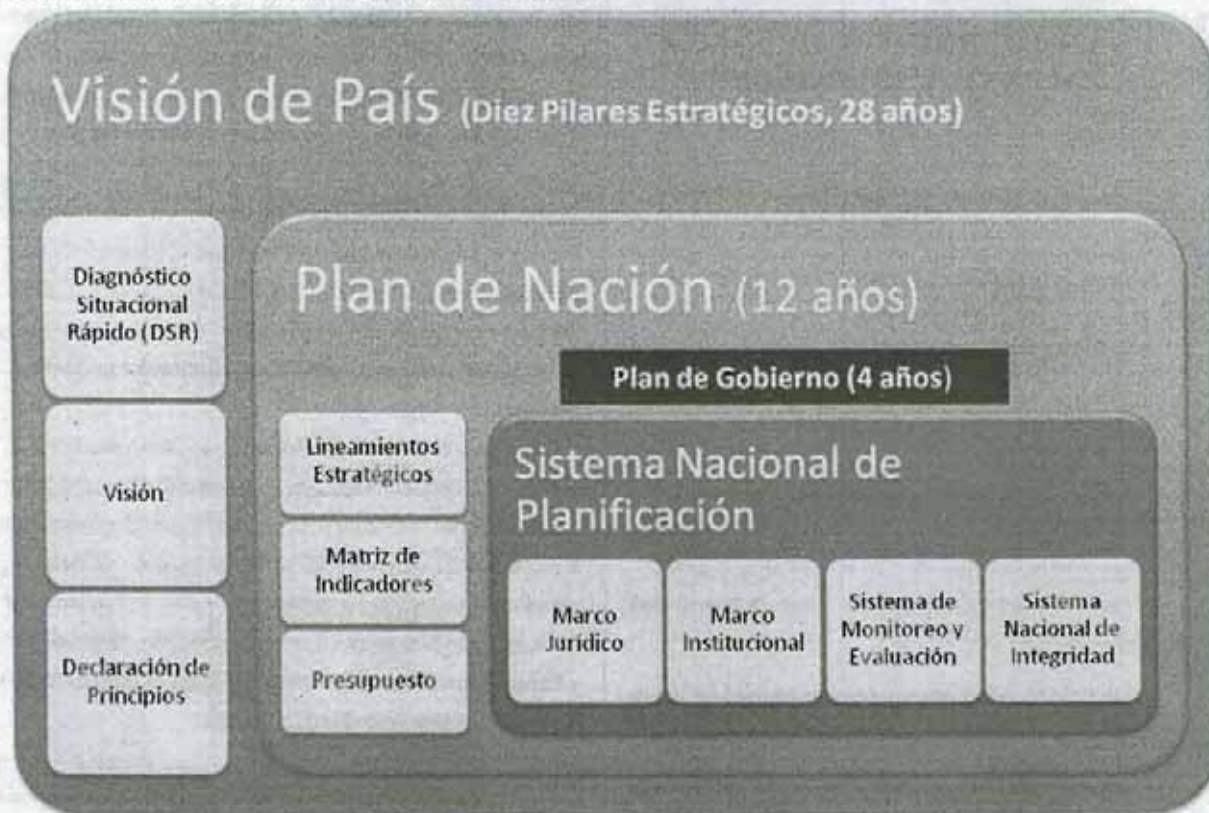 Visión de País (Diez Pilares Estratégicos, 28 años)
Diagnóstico
Situacional
Rápido (DSR)
Visión
Declaración de
Principios
Plan de Nación (12 años)
Plan de Gobierno (4 años)
Lineamientos
Estratégicos
Matriz de
Indicadores
Presupuesto
Sistema Nacional de
Planificación
Marco
Jurídico
Marco
Institucional
Sistema de
Monitoreo y
Evaluación
Sistema
Nacional de
Integridad